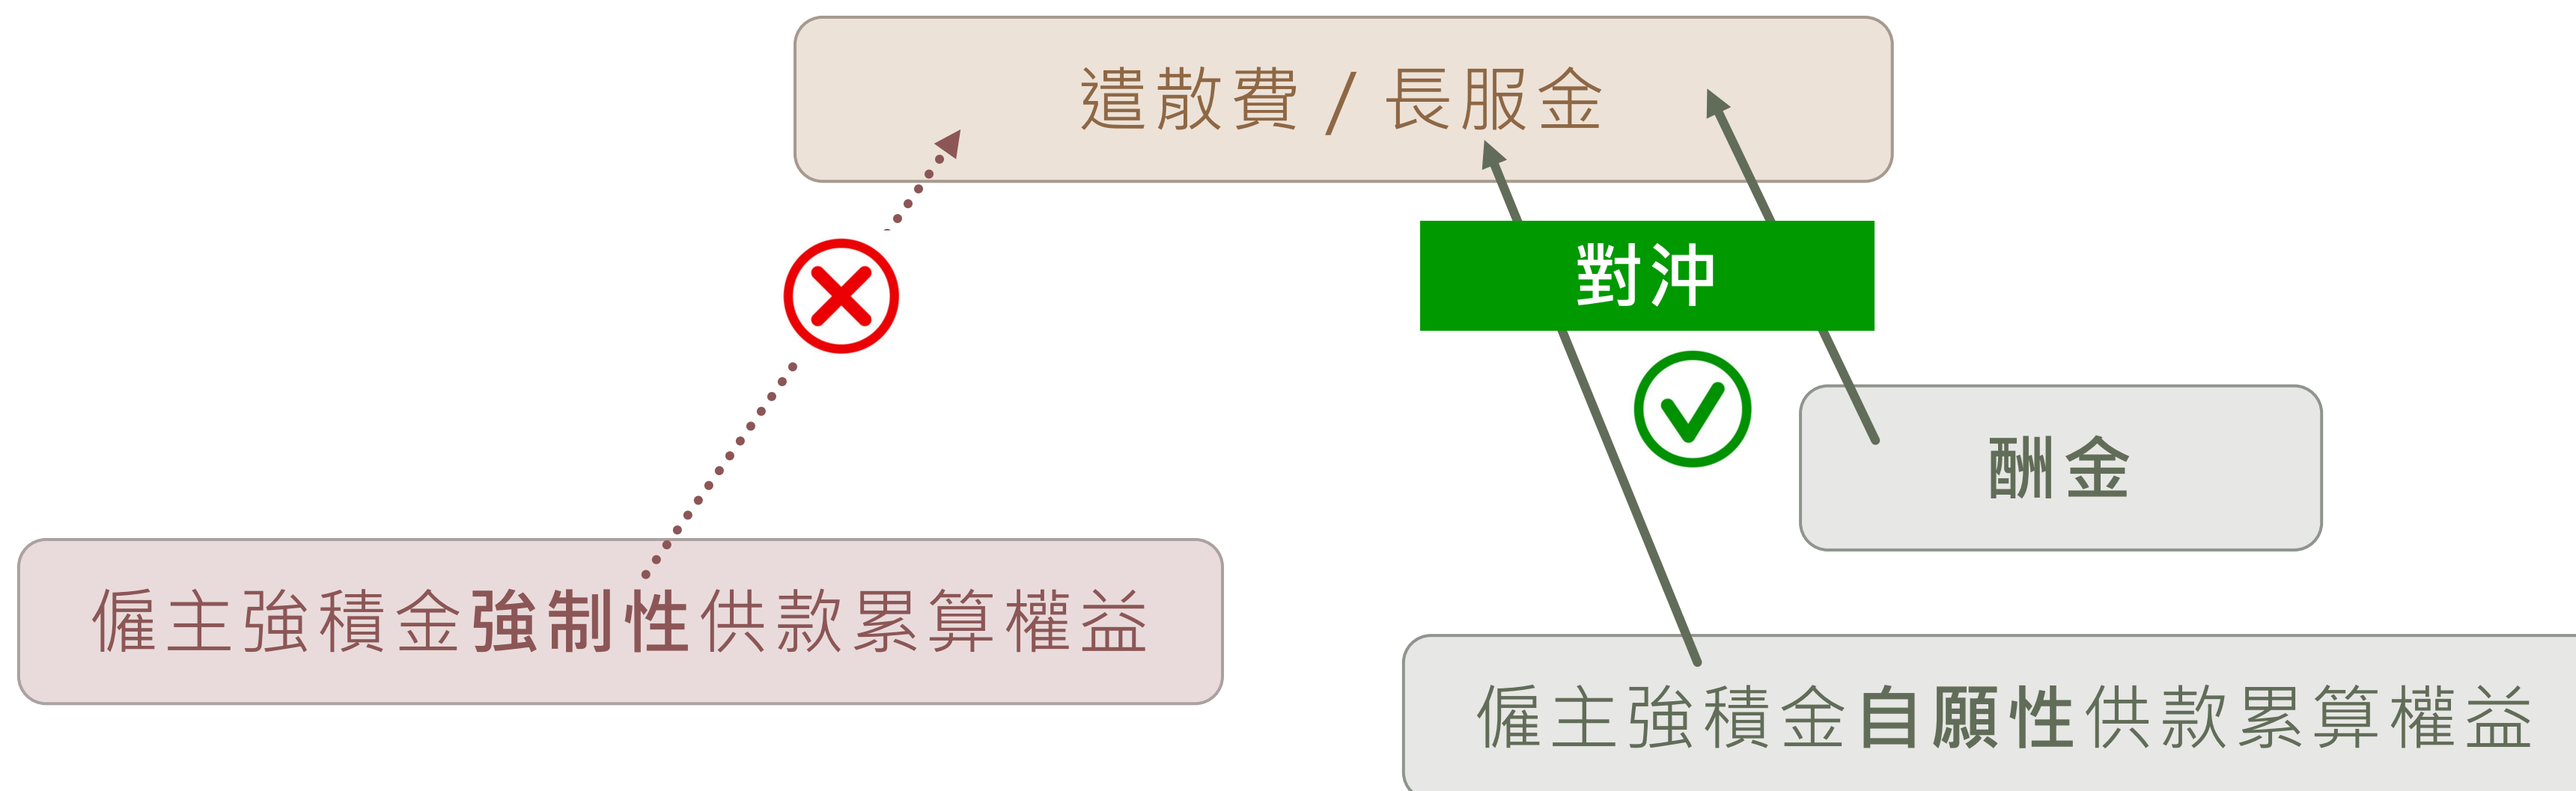 遣散費 / 長服金
對沖
酬金
僱主強積金強制性供款累算權益
僱主強積金自願性供款累算權益